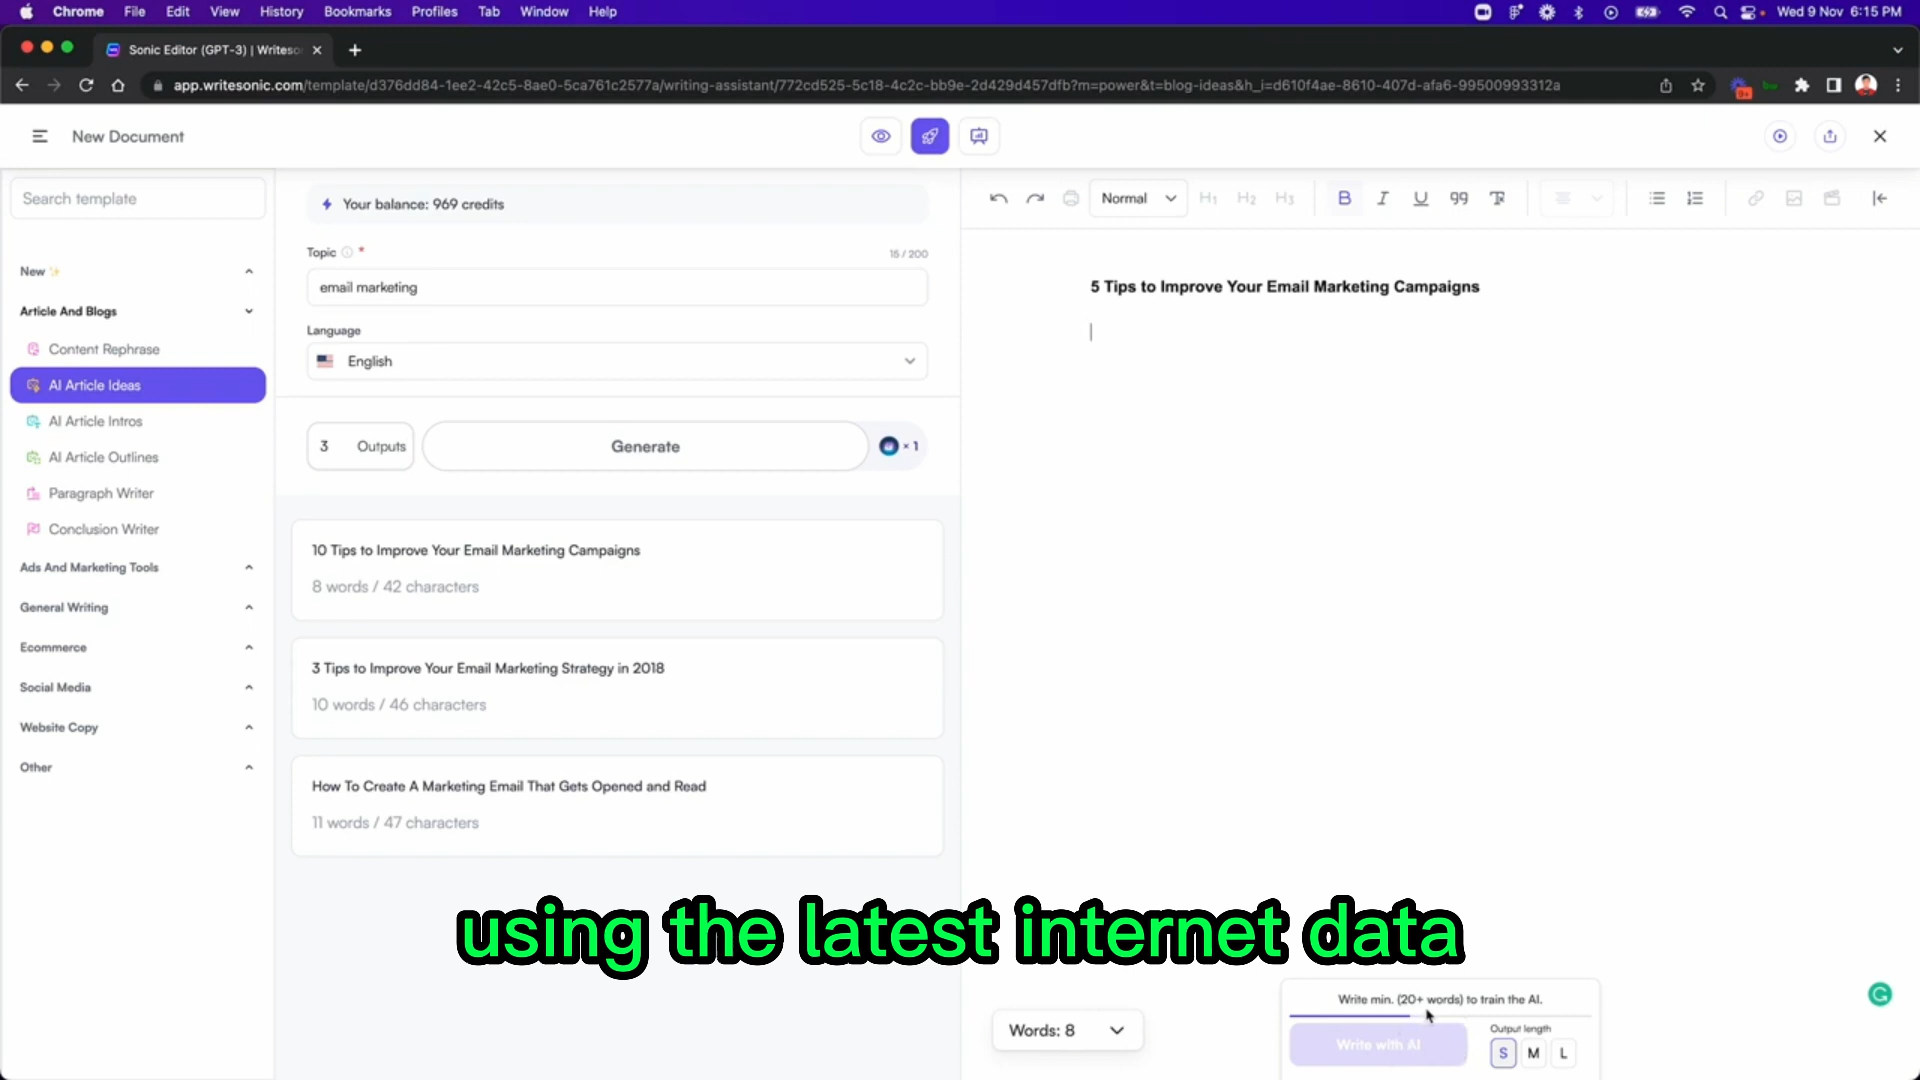 Chrome File Edit View History Bookmarks Profiles Tab Window Help Wed 9 Nov 6:15 PM
Sonic Editor (GPT-3) | Writeso
app.writesonic.com/template/d376dd84-1ee2-42c5-8ae0-5ca761c2577a/writing-assistant/772cd525-5c18-4c2c-bb9e-2d429d457dfb?m=power&t=blog-ideas&h_i=d610f4ae-8610-407d-afa6-99500993312a
9+
New Document
Search template
New
Article And Blogs
Content Rephrase
AI Article Ideas
AI Article Intros
AI Article Outlines
Paragraph Writer
Conclusion Writer
Ads And Marketing Tools
General Writing
Ecommerce
Social Media
Website Copy
Other
Your balance: 969 credits
Topic * 15 / 200
email marketing
Language
English
3 Outputs Generate × 1
10 Tips to Improve Your Email Marketing Campaigns
8 words / 42 characters
3 Tips to Improve Your Email Marketing Strategy in 2018
10 words / 46 characters
How To Create A Marketing Email That Gets Opened and Read
11 words / 47 characters
Normal H1 H2 H3 B I U
5 Tips to Improve Your Email Marketing Campaigns
using the latest internet data
Words: 8
Write min. (20+ words) to train the AI.
Write with AI
Output length
S M L